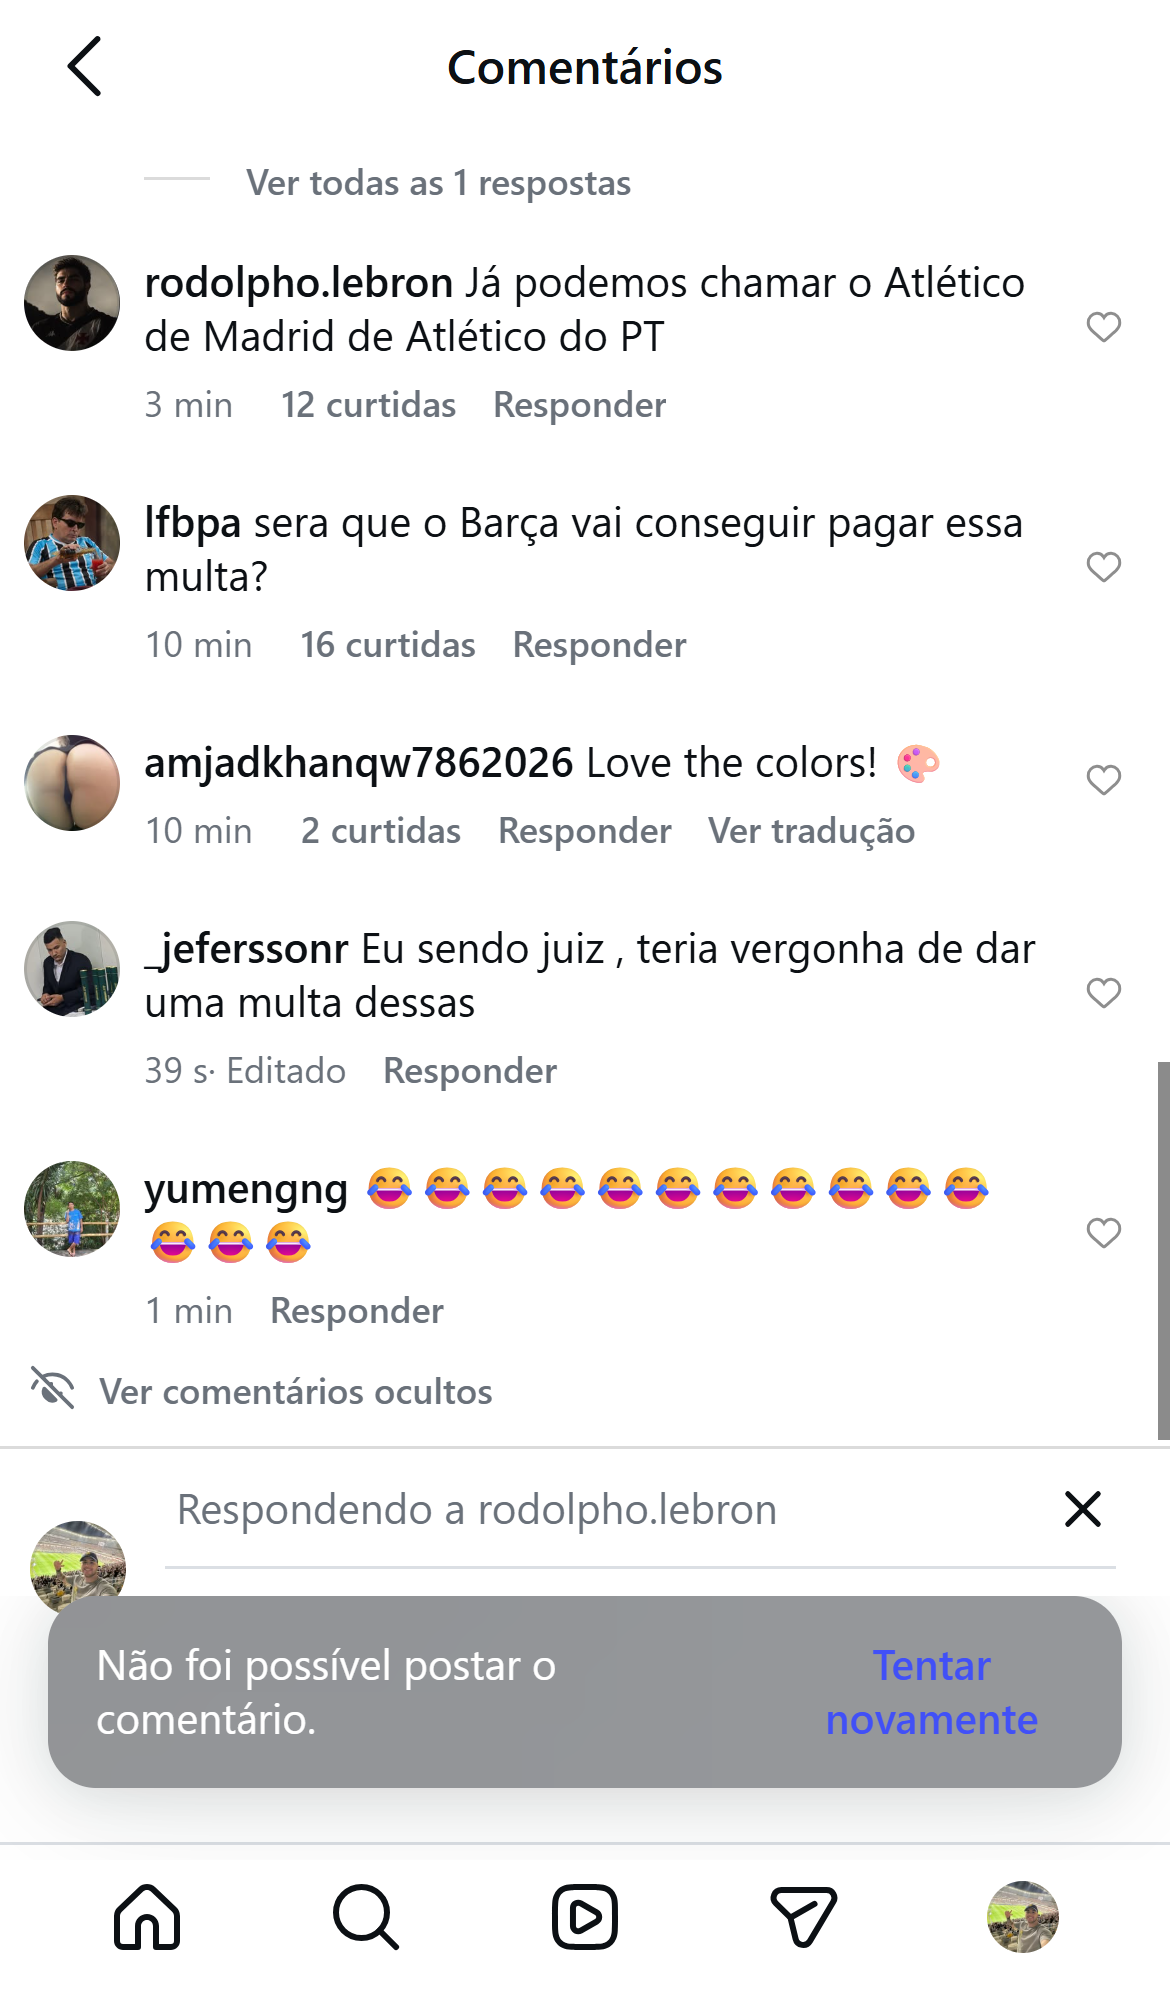 Comentários
Ver todas as 1 respostas
rodolpho.lebron Já podemos chamar o Atlético
de Madrid de Atlético do PT
3 min 12 curtidas Responder
lfbpa sera que o Barça vai conseguir pagar essa
multa?
10 min 16 curtidas Responder
amjadkhanqw7862026 Love the colors! 🎨
10 min 2 curtidas Responder Ver tradução
_jeferssonr Eu sendo juiz , teria vergonha de dar
uma multa dessas
39 s· Editado Responder
yumengng 😂😂😂😂😂😂😂😂😂😂😂
😂😂😂
1 min Responder
Ver comentários ocultos
Respondendo a rodolpho.lebron
Não foi possível postar o
comentário.
Tentar
novamente